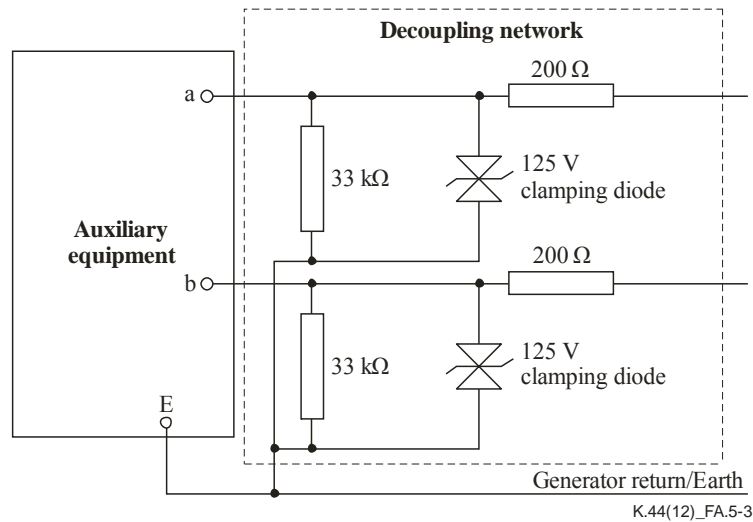 Decoupling network
200 Ω
a
33 kΩ
125 V
clamping diode
Auxiliary
equipment
200 Ω
b
33 kΩ
125 V
clamping diode
E
Generator return/Earth
K.44(12)_FA.5-3